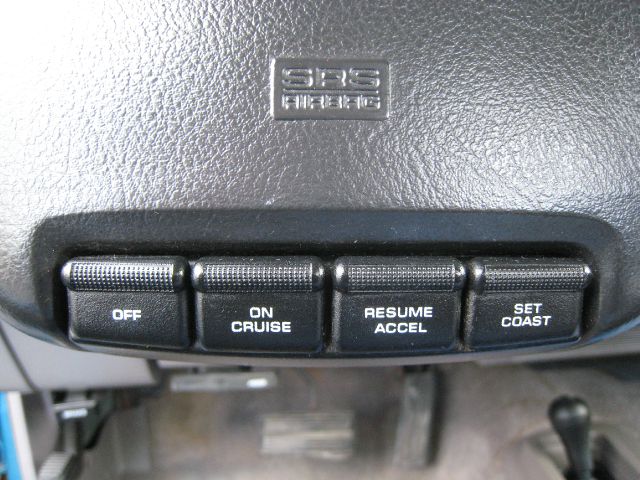 SRS
AIRBAG
OFF
ON
CRUISE
RESUME
ACCEL
SET
COAST